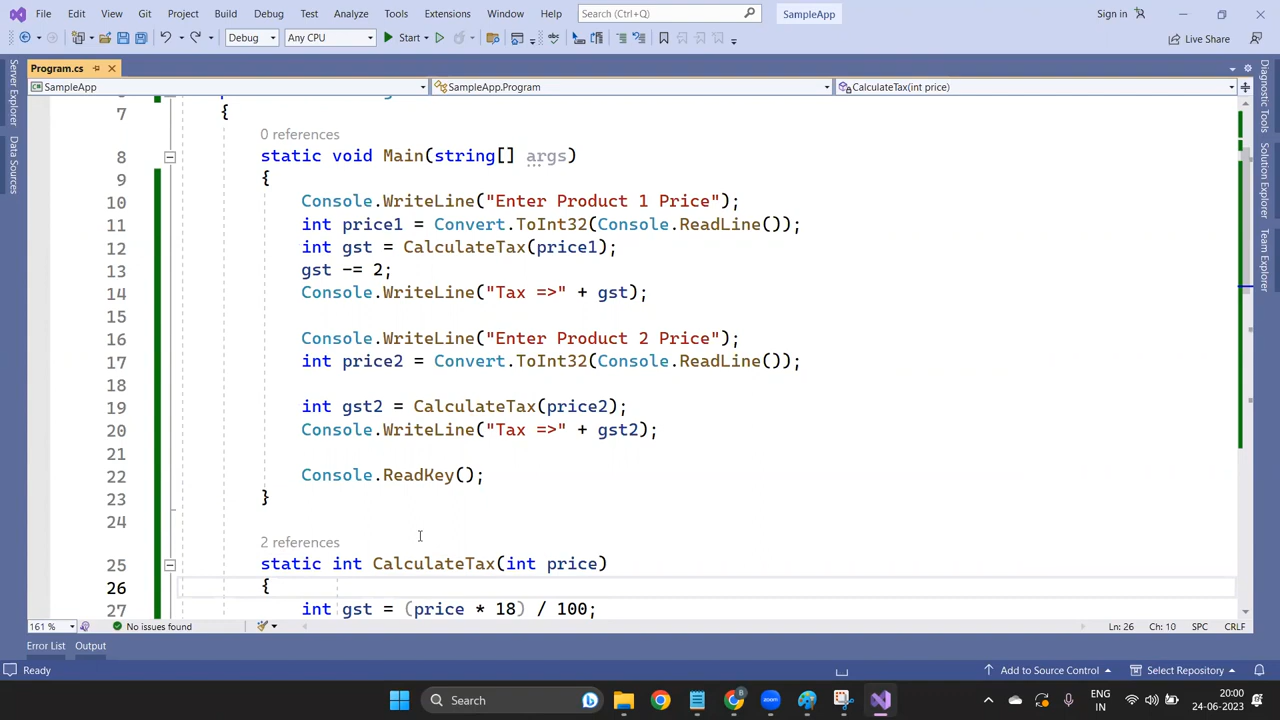 File Edit View Git Project Build Debug Test Analyze Tools Extensions Window Help Search (Ctrl+Q) SampleApp Sign in
Debug Any CPU Start Live Share
Program.cs
SampleApp SampleApp.Program CalculateTax(int price)
Server Explorer
Data Sources
Diagnostic Tools
Solution Explorer
Team Explorer
7 {
0 references
8 static void Main(string[] args)
9 {
10 Console.WriteLine("Enter Product 1 Price");
11 int price1 = Convert.ToInt32(Console.ReadLine());
12 int gst = CalculateTax(price1);
13 gst -= 2;
14 Console.WriteLine("Tax =>" + gst);
15
16 Console.WriteLine("Enter Product 2 Price");
17 int price2 = Convert.ToInt32(Console.ReadLine());
18
19 int gst2 = CalculateTax(price2);
20 Console.WriteLine("Tax =>" + gst2);
21
22 Console.ReadKey();
23 }
24
2 references
25 static int CalculateTax(int price)
26 {
27 int gst = (price * 18) / 100;
161 % No issues found Ln: 26 Ch: 10 SPC CRLF
Error List Output
Ready Add to Source Control Select Repository
Search ENG 20:00
IN 24-06-2023